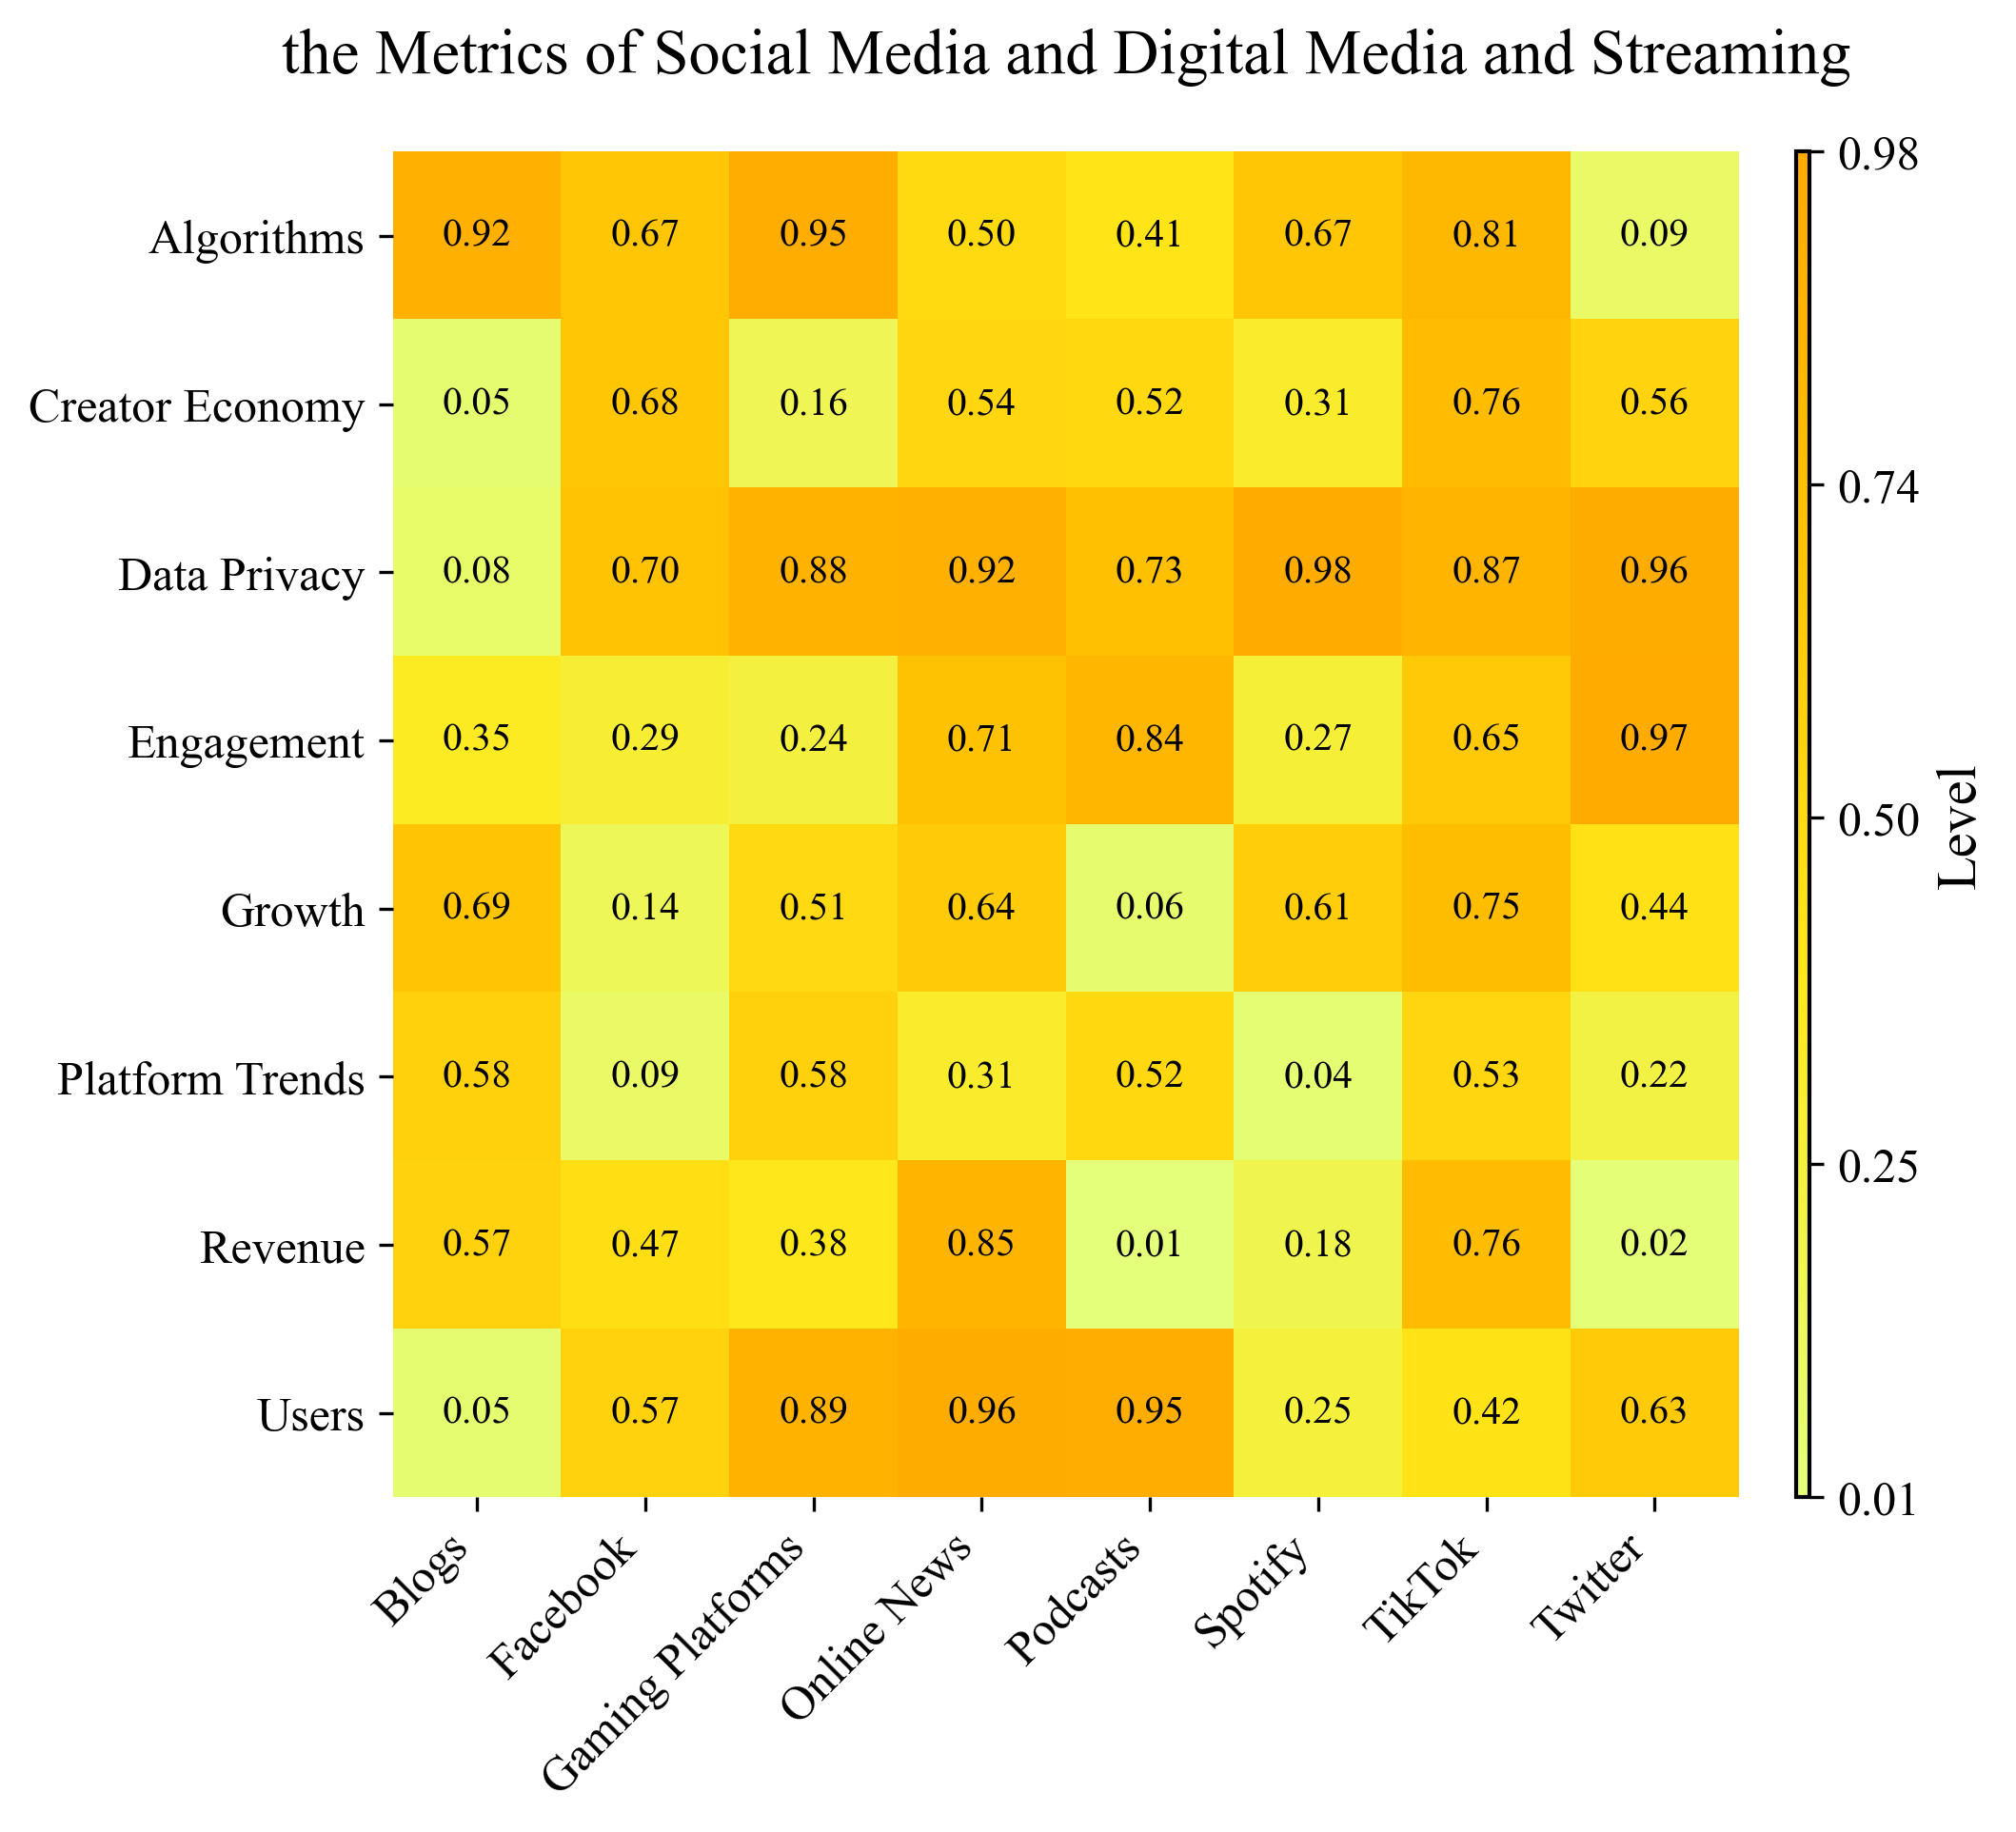 the Metrics of Social Media and Digital Media and Streaming
Algorithms 0.92 0.67 0.95 0.50 0.41 0.67 0.81 0.09
Creator Economy 0.05 0.68 0.16 0.54 0.52 0.31 0.76 0.56
Data Privacy 0.08 0.70 0.88 0.92 0.73 0.98 0.87 0.96
Engagement 0.35 0.29 0.24 0.71 0.84 0.27 0.65 0.97
Growth 0.69 0.14 0.51 0.64 0.06 0.61 0.75 0.44
Platform Trends 0.58 0.09 0.58 0.31 0.52 0.04 0.53 0.22
Revenue 0.57 0.47 0.38 0.85 0.01 0.18 0.76 0.02
Users 0.05 0.57 0.89 0.96 0.95 0.25 0.42 0.63
Blogs
Facebook
Gaming Platforms
Online News
Podcasts
Spotify
TikTok
Twitter
0.98
0.74
0.50
0.25
0.01
Level